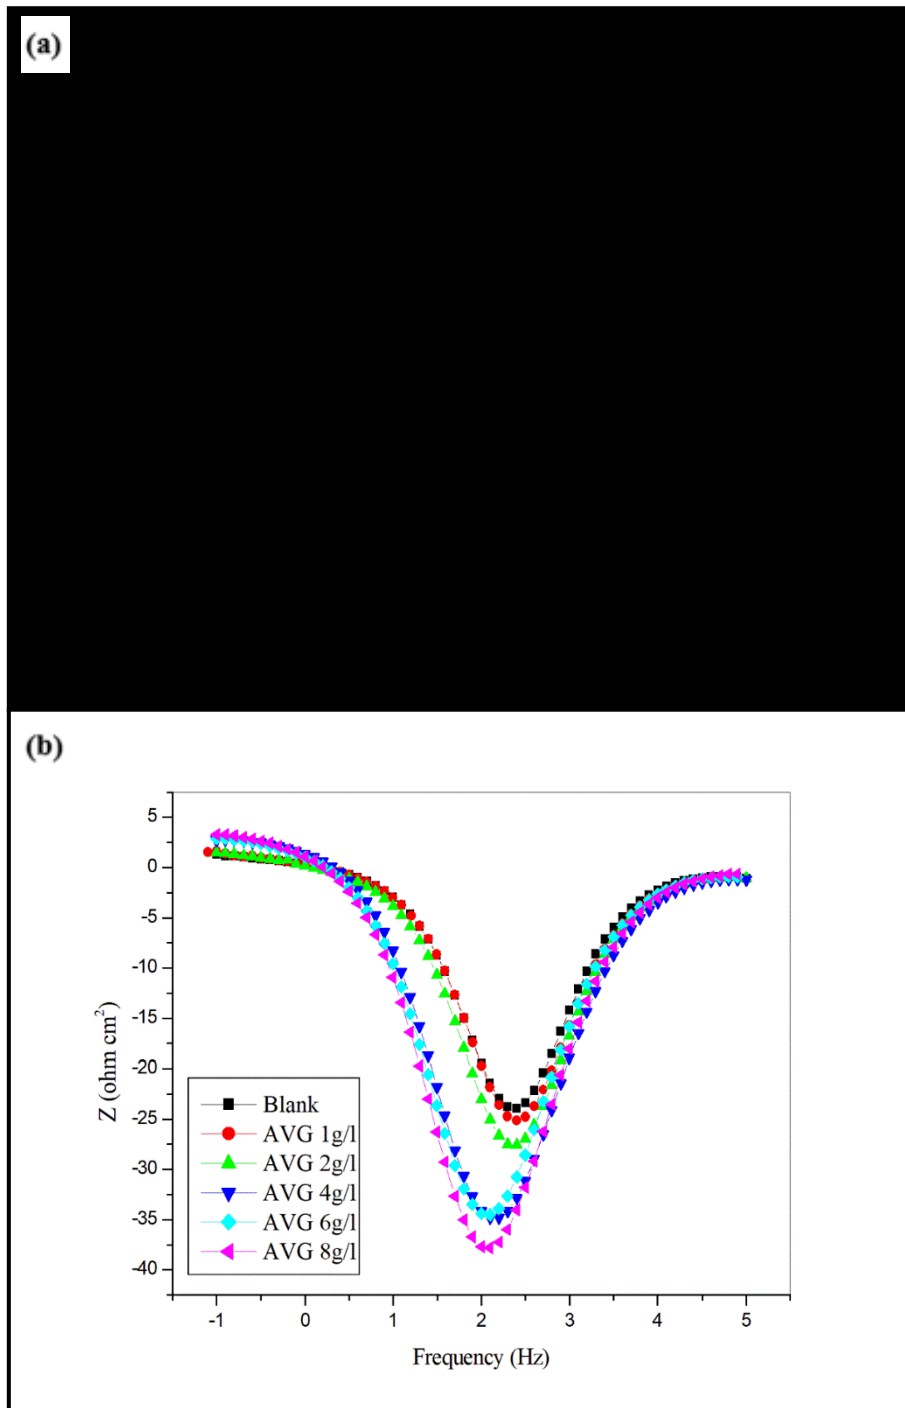 (a)
(b)
5
0
-5
-10
-15
-20
-25
-30
-35
-40
Z (ohm cm²)
Blank
AVG 1g/l
AVG 2g/l
AVG 4g/l
AVG 6g/l
AVG 8g/l
-1 0 1 2 3 4 5
Frequency (Hz)